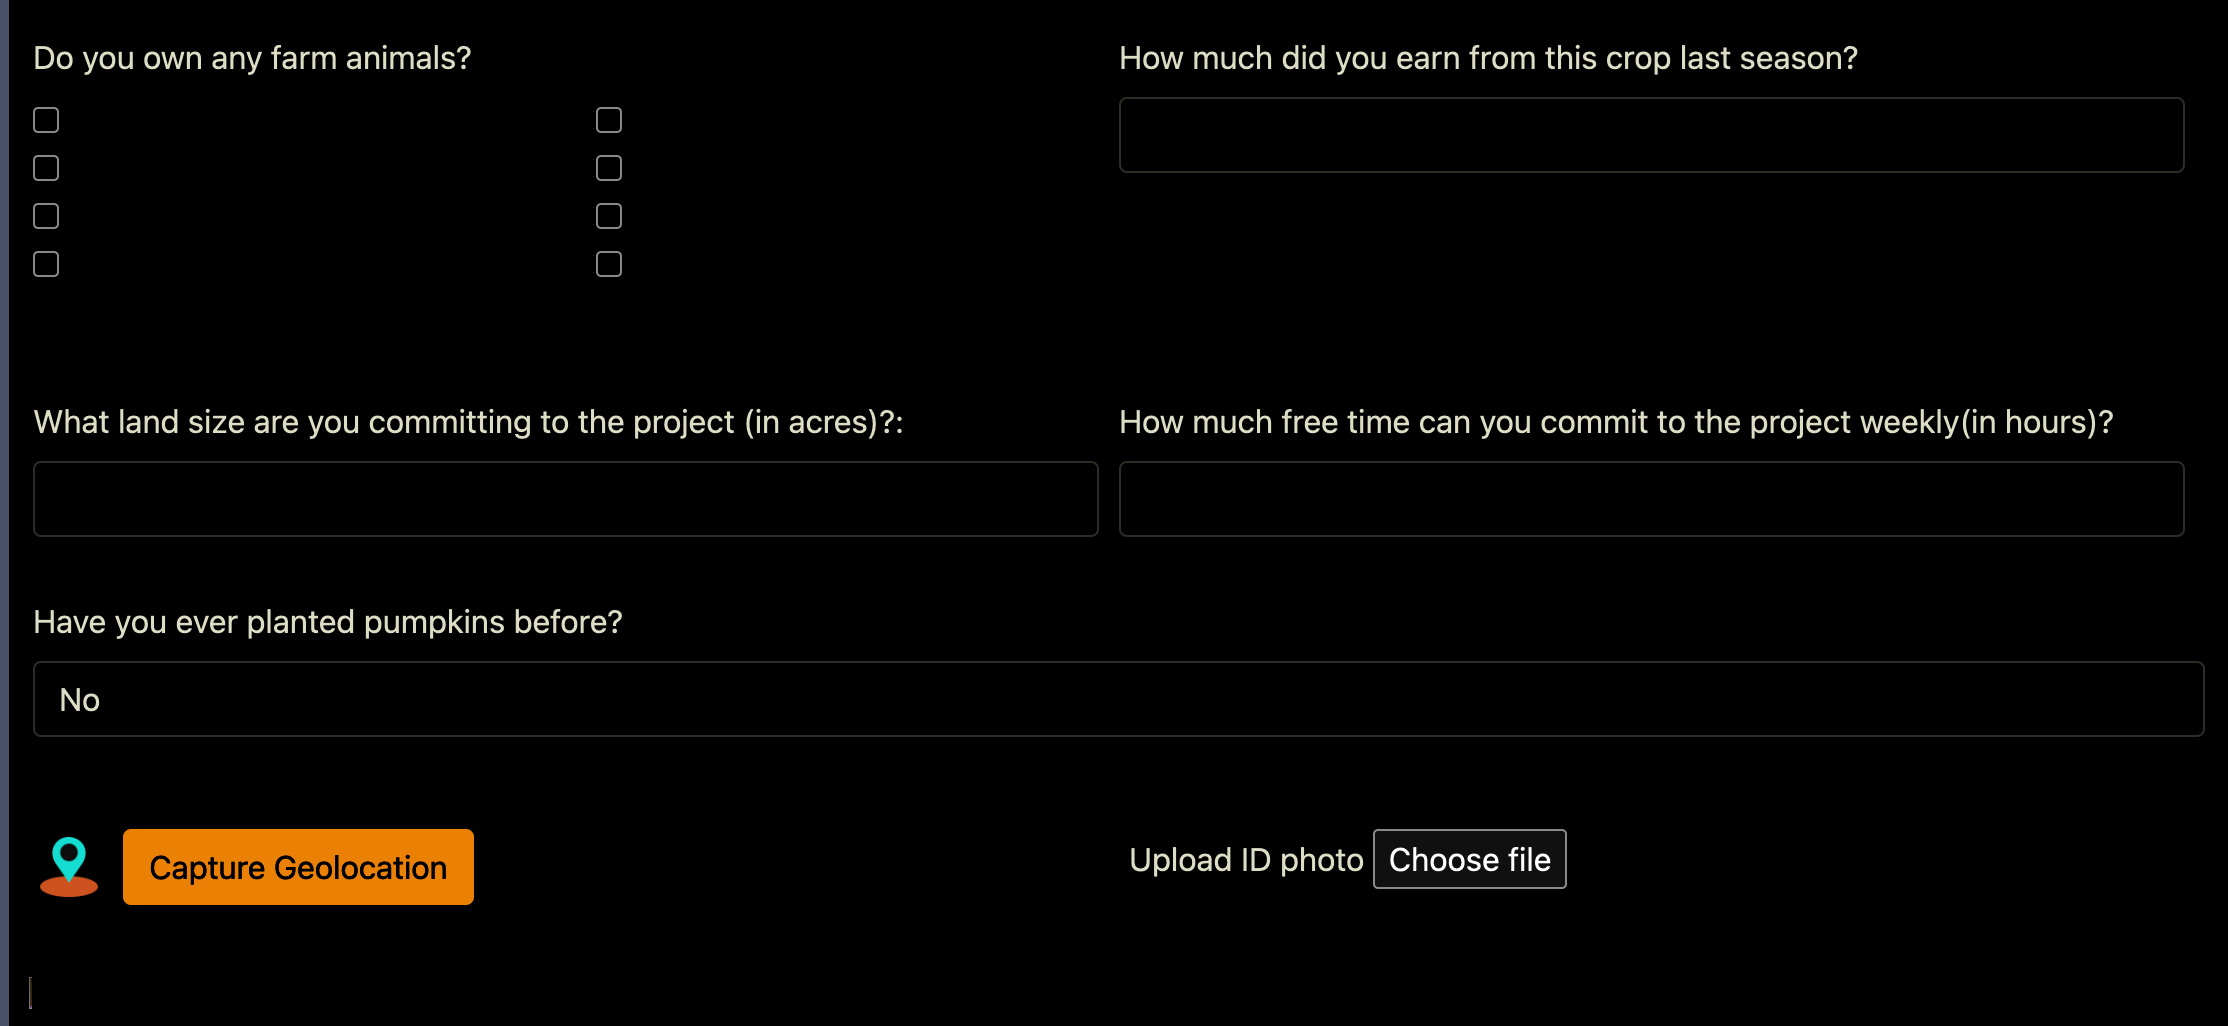 Do you own any farm animals?
How much did you earn from this crop last season?
What land size are you committing to the project (in acres)?:
How much free time can you commit to the project weekly(in hours)?
Have you ever planted pumpkins before?
No
Capture Geolocation
Upload ID photo Choose file